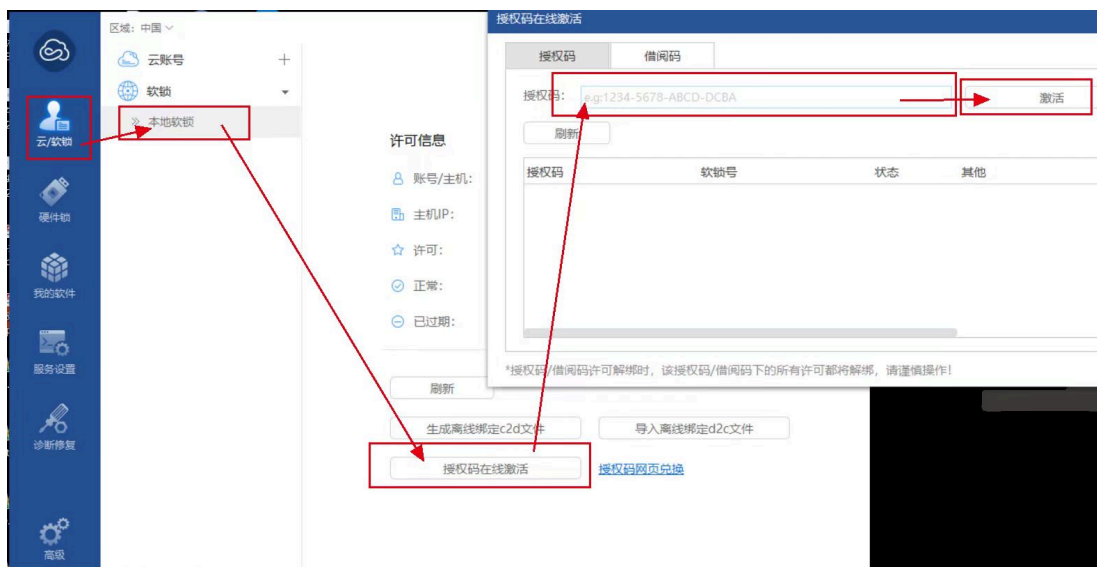 区域: 中国
云账号
软锁
本地软锁
云/软锁
硬件锁
我的软件
服务设置
诊断修复
高级
许可信息
账号/主机:
主机IP:
许可:
正常:
已过期:
刷新
生成离线绑定c2d文件
导入离线绑定d2c文件
授权码在线激活
授权码网页兑换
授权码在线激活
授权码
借阅码
授权码:
e.g:1234-5678-ABCD-DCBA
激活
刷新
授权码
软锁号
状态
其他
*授权码/借阅码许可解绑时，该授权码/借阅码下的所有许可都将解绑，请谨慎操作!